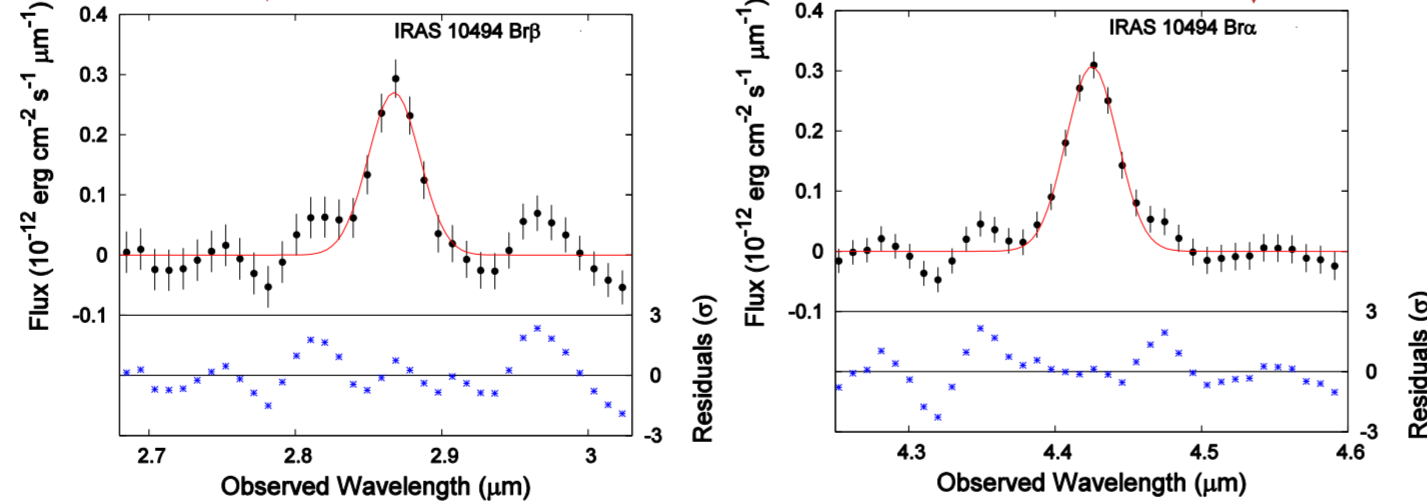 IRAS 10494 Brβ
Flux (10⁻¹² erg cm⁻² s⁻¹ μm⁻¹)
0.4
0.3
0.2
0.1
0
-0.1
3
0
-3
Residuals (σ)
2.7 2.8 2.9 3
Observed Wavelength (μm)
IRAS 10494 Brα
Flux (10⁻¹² erg cm⁻² s⁻¹ μm⁻¹)
0.4
0.3
0.2
0.1
0
-0.1
3
0
-3
Residuals (σ)
4.3 4.4 4.5 4.6
Observed Wavelength (μm)